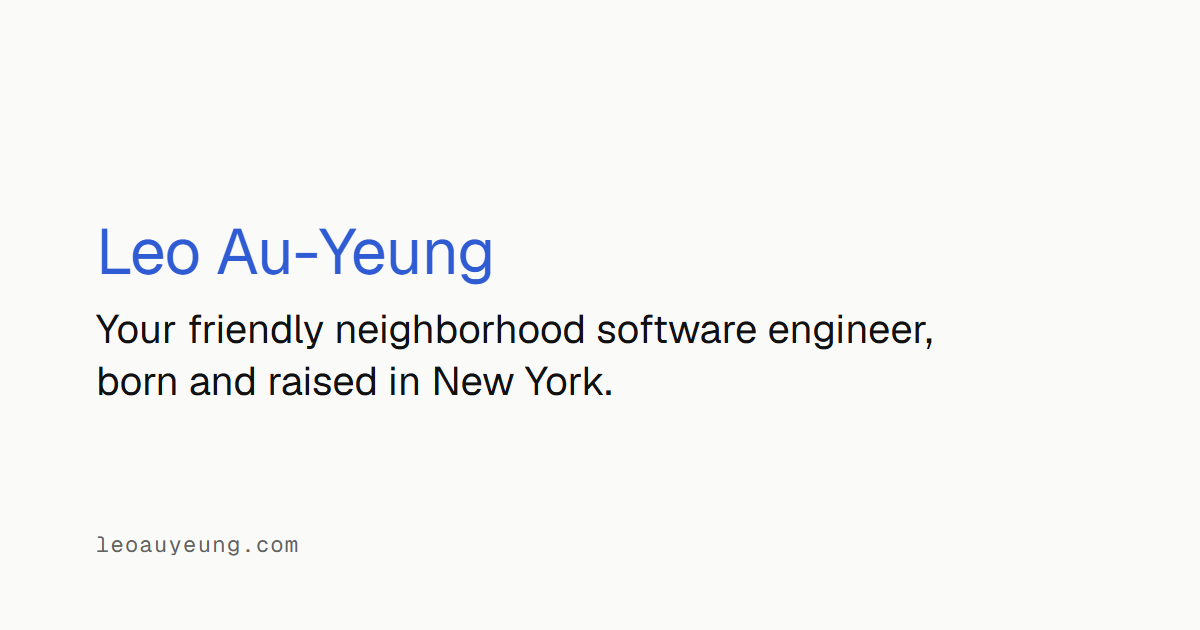 Leo Au-Yeung
Your friendly neighborhood software engineer,
born and raised in New York.
leoauyeung.com